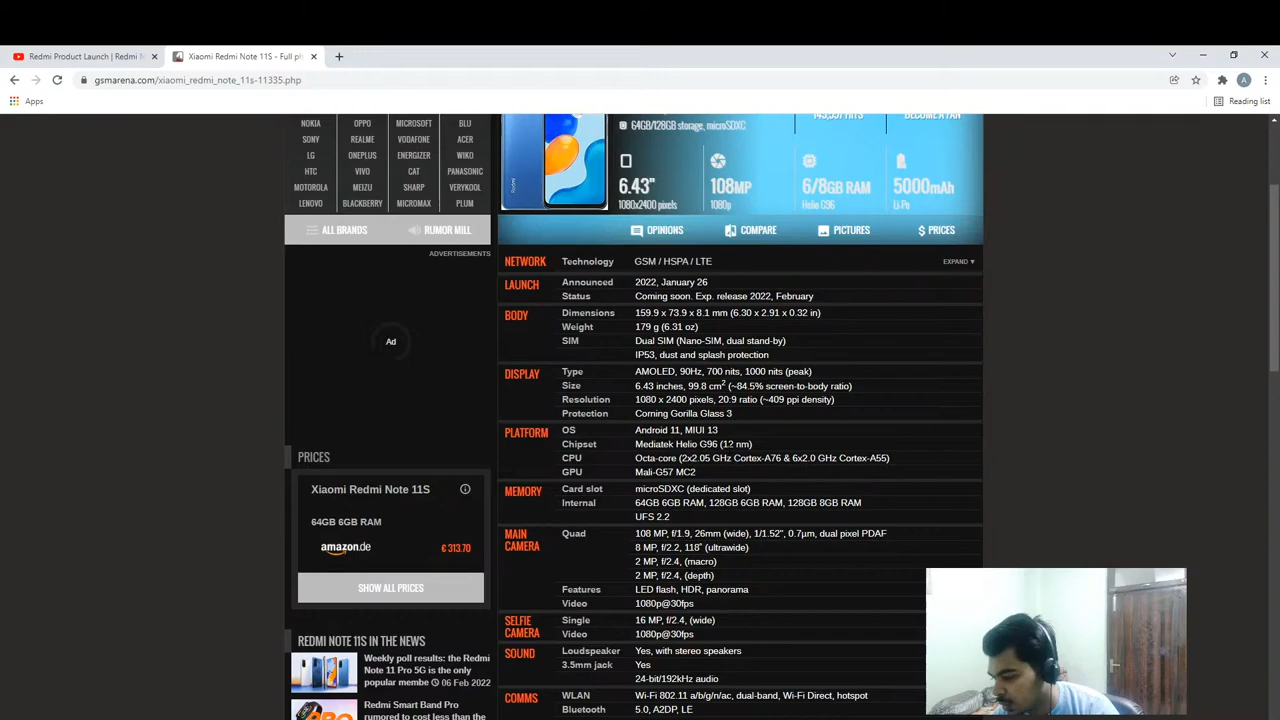 Redmi Product Launch | Redmi N
Xiaomi Redmi Note 11S - Full ph
gsmarena.com/xiaomi_redmi_note_11s-11335.php
A
Apps
Reading list
NOKIA OPPO MICROSOFT BLU
SONY REALME VODAFONE ACER
LG ONEPLUS ENERGIZER WIKO
HTC VIVO CAT PANASONIC
MOTOROLA MEIZU SHARP VERYKOOL
LENOVO BLACKBERRY MICROMAX PLUM
ALL BRANDS RUMOR MILL
ADVERTISEMENTS
Ad
PRICES
Xiaomi Redmi Note 11S
64GB 6GB RAM
amazon.de € 313.70
SHOW ALL PRICES
REDMI NOTE 11S IN THE NEWS
Weekly poll results: the Redmi
Note 11 Pro 5G is the only
popular membe 06 Feb 2022
Redmi Smart Band Pro
rumored to cost less than the
64GB/128GB storage, microSDXC
BECOME A FAN
Redmi
6.43" 108MP 6/8GB RAM 5000mAh
1080x2400 pixels 1080p Helio G96 Li-Po
OPINIONS COMPARE PICTURES $ PRICES
NETWORK Technology GSM / HSPA / LTE EXPAND ▼
LAUNCH Announced 2022, January 26
Status Coming soon. Exp. release 2022, February
BODY Dimensions 159.9 x 73.9 x 8.1 mm (6.30 x 2.91 x 0.32 in)
Weight 179 g (6.31 oz)
SIM Dual SIM (Nano-SIM, dual stand-by)
IP53, dust and splash protection
DISPLAY Type AMOLED, 90Hz, 700 nits, 1000 nits (peak)
Size 6.43 inches, 99.8 cm2 (~84.5% screen-to-body ratio)
Resolution 1080 x 2400 pixels, 20:9 ratio (~409 ppi density)
Protection Corning Gorilla Glass 3
PLATFORM OS Android 11, MIUI 13
Chipset Mediatek Helio G96 (12 nm)
CPU Octa-core (2x2.05 GHz Cortex-A76 & 6x2.0 GHz Cortex-A55)
GPU Mali-G57 MC2
MEMORY Card slot microSDXC (dedicated slot)
Internal 64GB 6GB RAM, 128GB 6GB RAM, 128GB 8GB RAM
UFS 2.2
MAIN CAMERA Quad 108 MP, f/1.9, 26mm (wide), 1/1.52", 0.7µm, dual pixel PDAF
8 MP, f/2.2, 118˚ (ultrawide)
2 MP, f/2.4, (macro)
2 MP, f/2.4, (depth)
Features LED flash, HDR, panorama
Video 1080p@30fps
SELFIE CAMERA Single 16 MP, f/2.4, (wide)
Video 1080p@30fps
SOUND Loudspeaker Yes, with stereo speakers
3.5mm jack Yes
24-bit/192kHz audio
COMMS WLAN Wi-Fi 802.11 a/b/g/n/ac, dual-band, Wi-Fi Direct, hotspot
Bluetooth 5.0, A2DP, LE